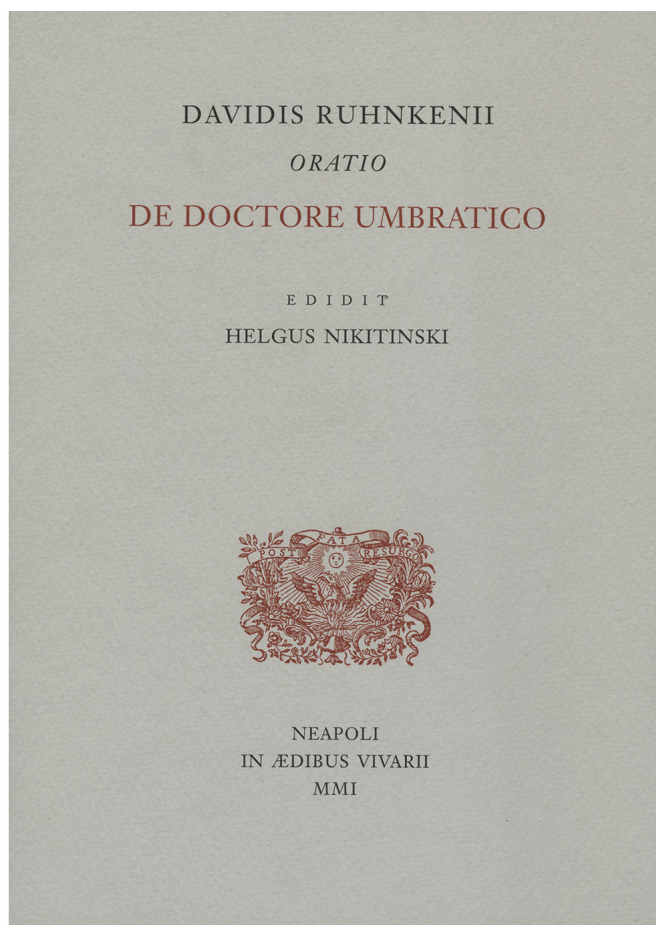 DAVIDIS RUHNKENII
ORATIO
DE DOCTORE UMBRATICO
EDIDIT
HELGUS NIKITINSKI
POST FATA RESURGO
NEAPOLI
IN ÆDIBUS VIVARII
MMI